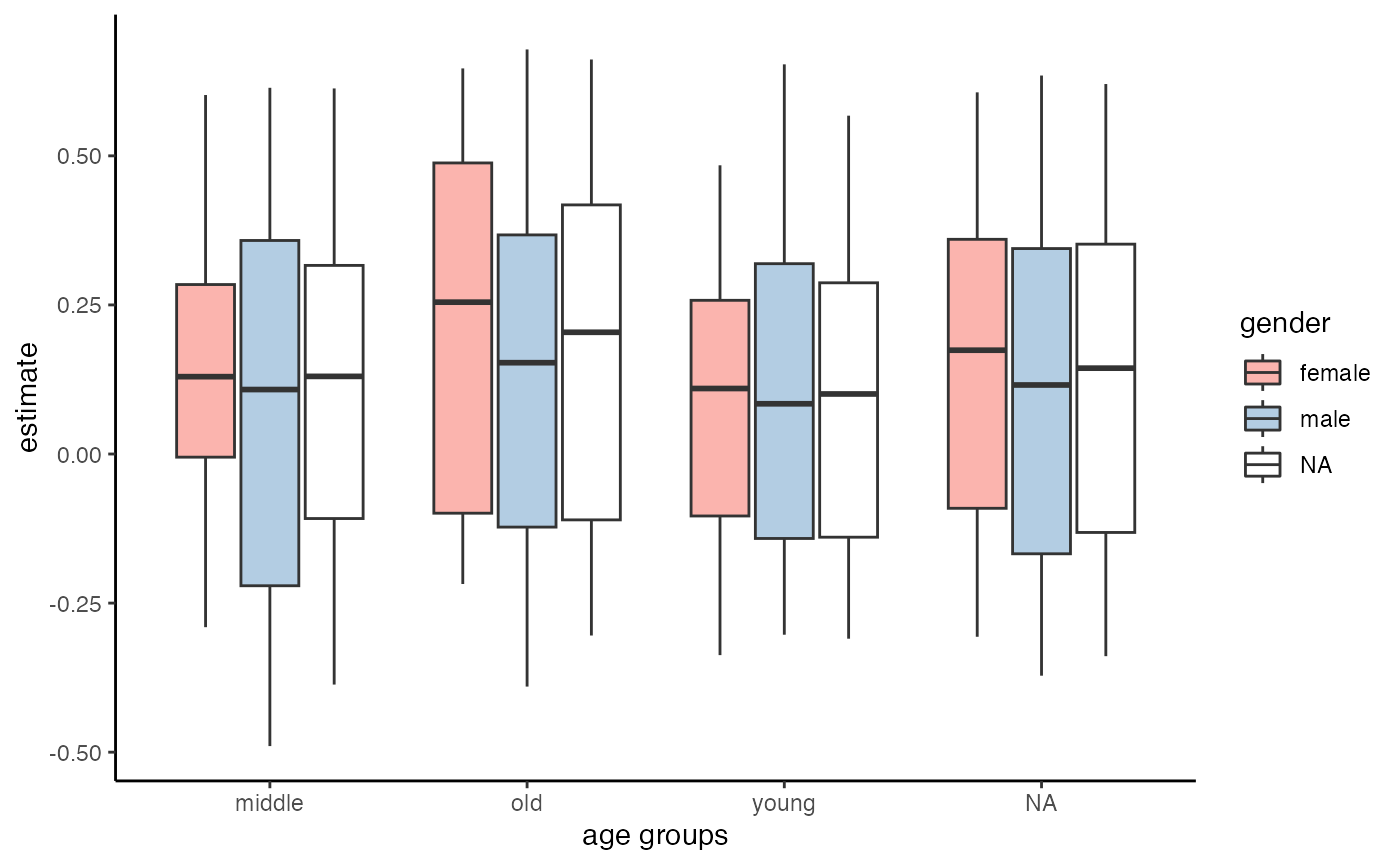 estimate
0.50
0.25
0.00
-0.25
-0.50
middle
old
young
NA
age groups
gender
female
male
NA